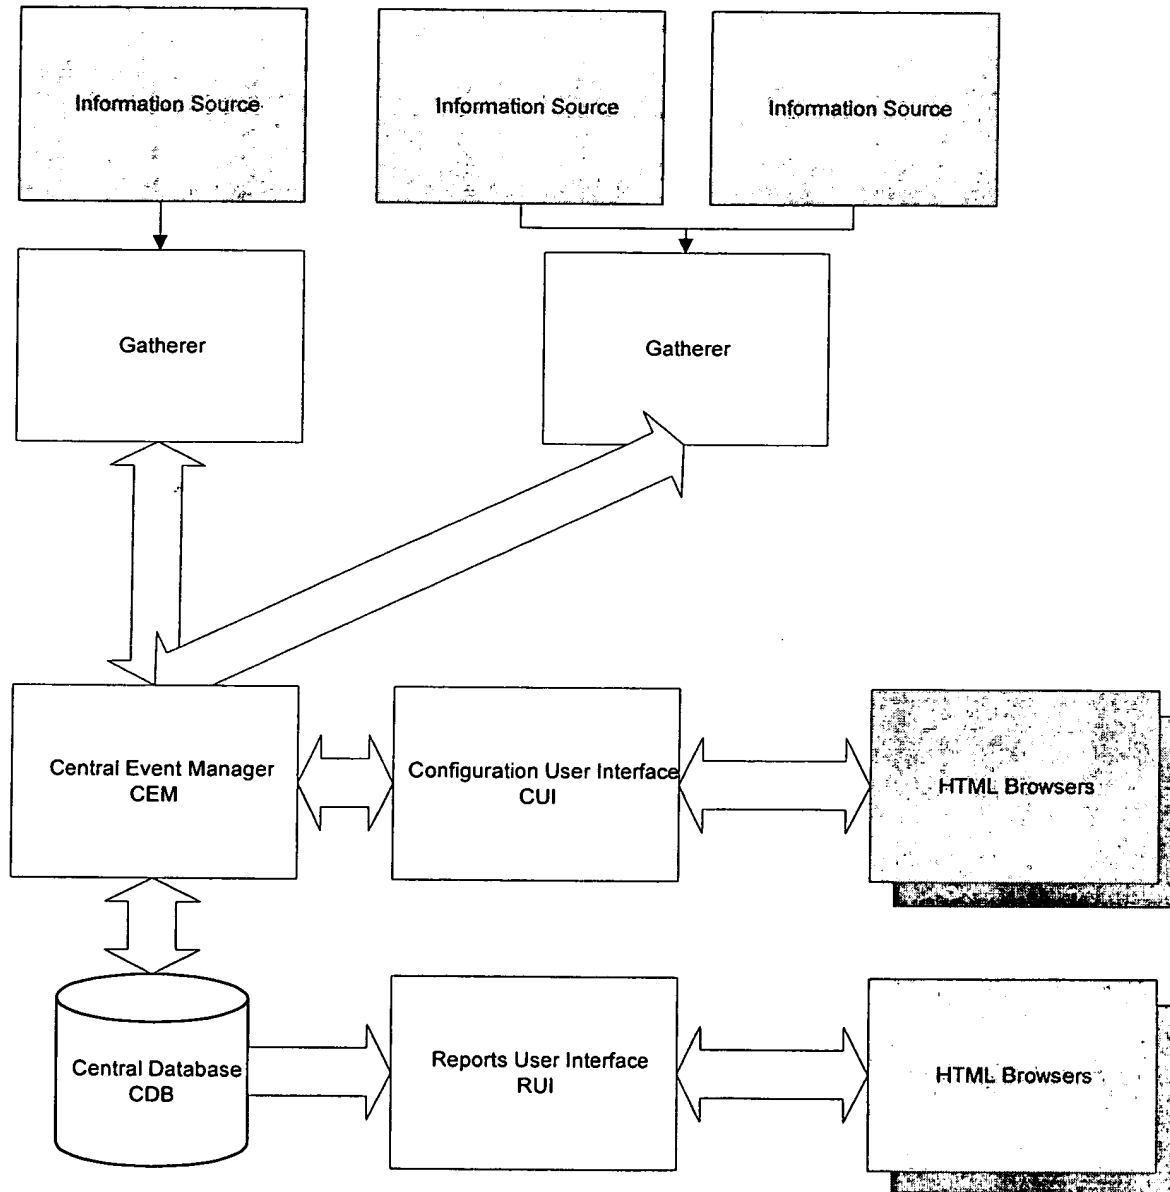 Information Source
Information Source
Information Source
Gatherer
Gatherer
Central Event Manager
CEM
Configuration User Interface
CUI
HTML Browsers
Central Database
CDB
Reports User Interface
RUI
HTML Browsers